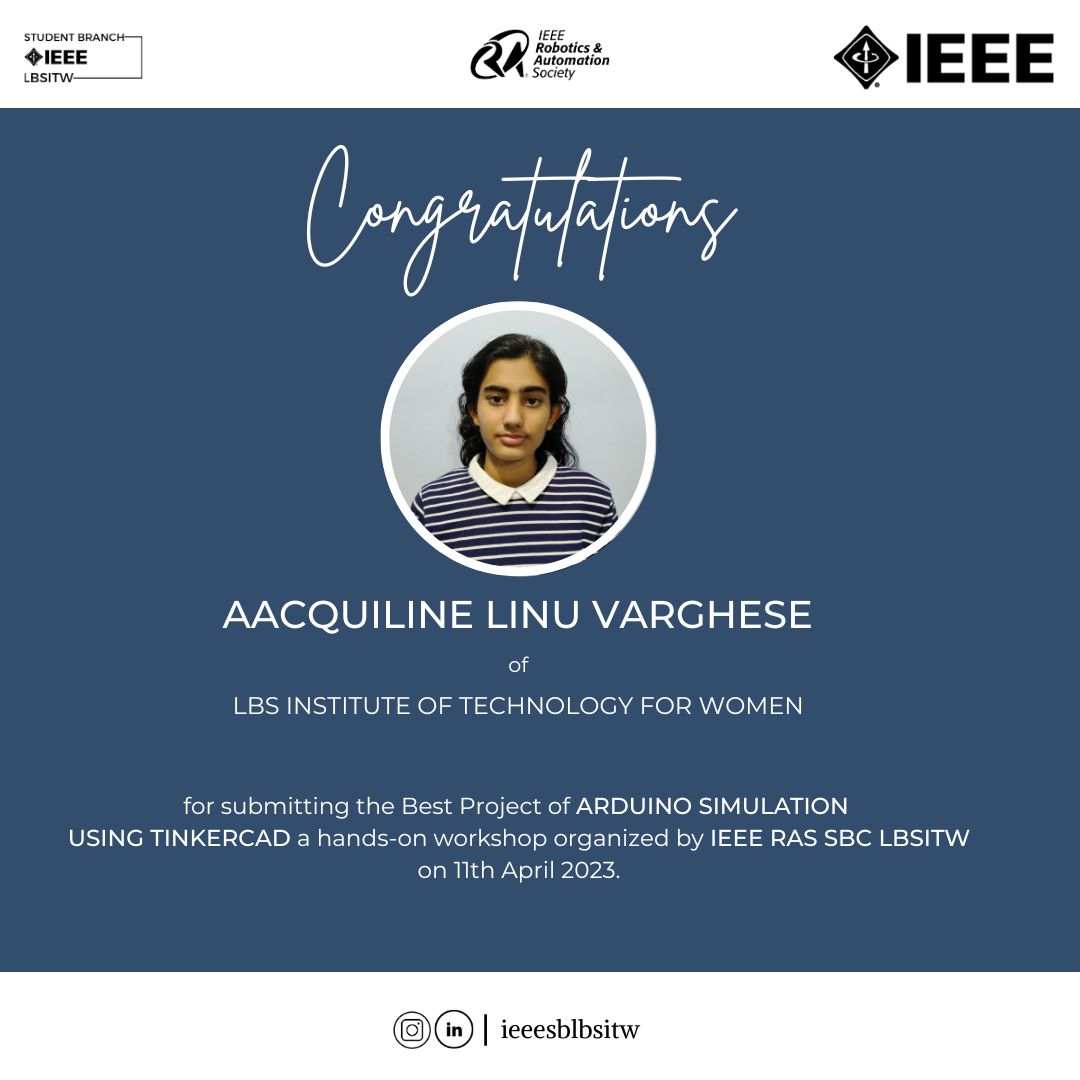 STUDENT BRANCH
IEEE
LBSITW
IEEE
Robotics &
Automation
Society
IEEE
Congratulations
AACQUILINE LINU VARGHESE
of
LBS INSTITUTE OF TECHNOLOGY FOR WOMEN
for submitting the Best Project of ARDUINO SIMULATION
USING TINKERCAD a hands-on workshop organized by IEEE RAS SBC LBSITW
on 11th April 2023.
in | ieeesblbsitw